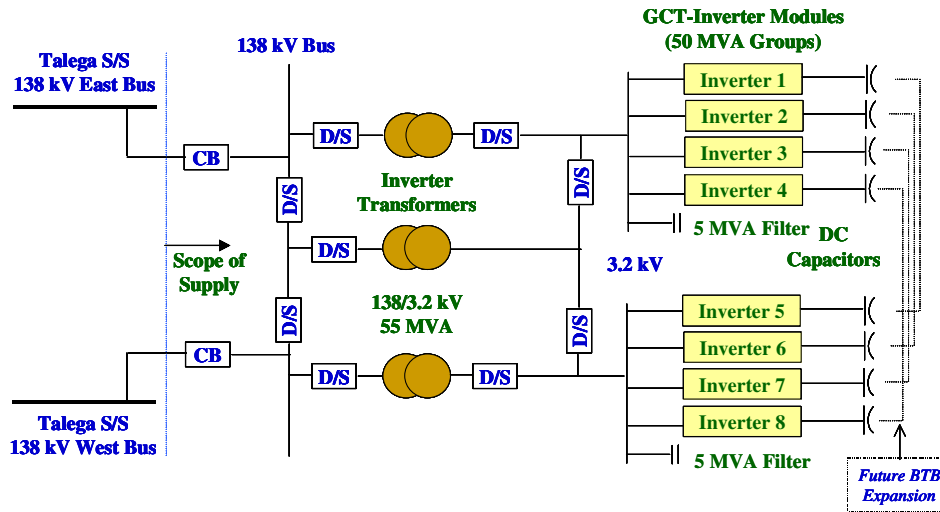 GCT-Inverter Modules
(50 MVA Groups)
138 kV Bus
Talega S/S
138 kV East Bus
Inverter 1
Inverter 2
Inverter 3
Inverter 4
D/S
D/S
CB
D/S
D/S
Inverter
Transformers
5 MVA Filter
DC
Capacitors
D/S
Scope of
Supply
3.2 kV
138/3.2 kV
55 MVA
D/S
D/S
Inverter 5
Inverter 6
Inverter 7
Inverter 8
CB
D/S
D/S
Talega S/S
138 kV West Bus
5 MVA Filter
Future BTB
Expansion